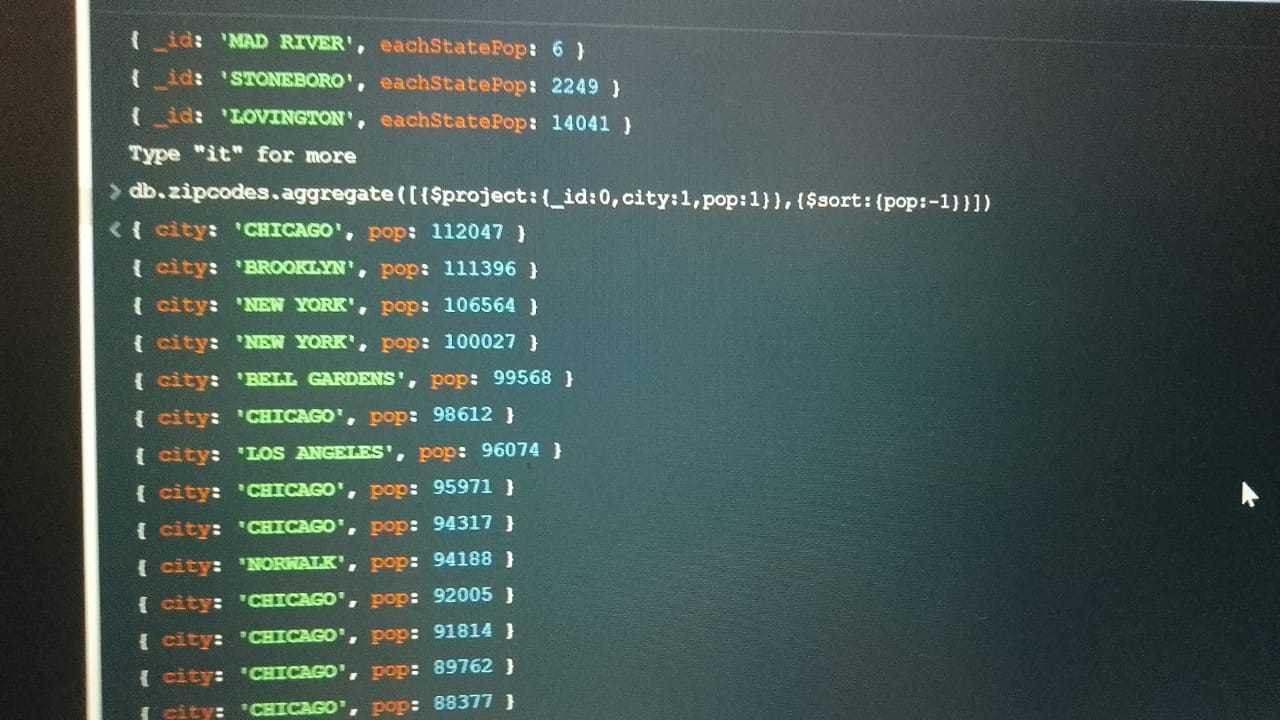 { _id: 'MAD RIVER', eachStatePop: 6 }
{ _id: 'STONEBORO', eachStatePop: 2249 }
{ _id: 'LOVINGTON', eachStatePop: 14041 }
Type "it" for more
> db.zipcodes.aggregate([{$project:{_id:0,city:1,pop:1}},{$sort:{pop:-1}}])
< { city: 'CHICAGO', pop: 112047 }
{ city: 'BROOKLYN', pop: 111396 }
{ city: 'NEW YORK', pop: 106564 }
{ city: 'NEW YORK', pop: 100027 }
{ city: 'BELL GARDENS', pop: 99568 }
{ city: 'CHICAGO', pop: 98612 }
{ city: 'LOS ANGELES', pop: 96074 }
{ city: 'CHICAGO', pop: 95971 }
{ city: 'CHICAGO', pop: 94317 }
{ city: 'NORWALK', pop: 94188 }
{ city: 'CHICAGO', pop: 92005 }
{ city: 'CHICAGO', pop: 91814 }
{ city: 'CHICAGO', pop: 89762 }
{ city: 'CHICAGO', pop: 88377 }